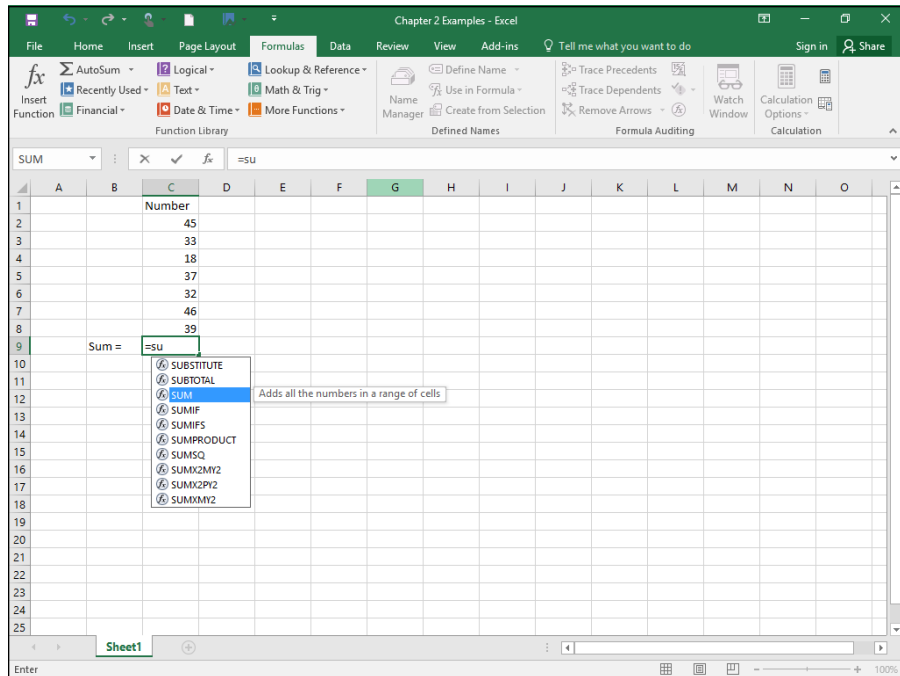 Chapter 2 Examples - Excel
File Home Insert Page Layout Formulas Data Review View Add-ins Tell me what you want to do Sign in Share
fx Insert Function
AutoSum
Recently Used
Financial
Logical
Text
Date & Time
Lookup & Reference
Math & Trig
More Functions
Function Library
Name Manager
Define Name
Use in Formula
Create from Selection
Defined Names
Trace Precedents
Trace Dependents
Remove Arrows
Formula Auditing
Watch Window
Calculation Options
Calculation
SUM fx =su
A B C D E F G H I J K L M N O
1 Number
2 45
3 33
4 18
5 37
6 32
7 46
8 39
9 Sum = =su
10 SUBSTITUTE
11 SUBTOTAL
12 SUM Adds all the numbers in a range of cells
SUMIF
13 SUMIFS
14 SUMPRODUCT
15 SUMSQ
16 SUMX2MY2
17 SUMX2PY2
18 SUMXMY2
19
20
21
22
23
24
25
Sheet1
Enter 100%